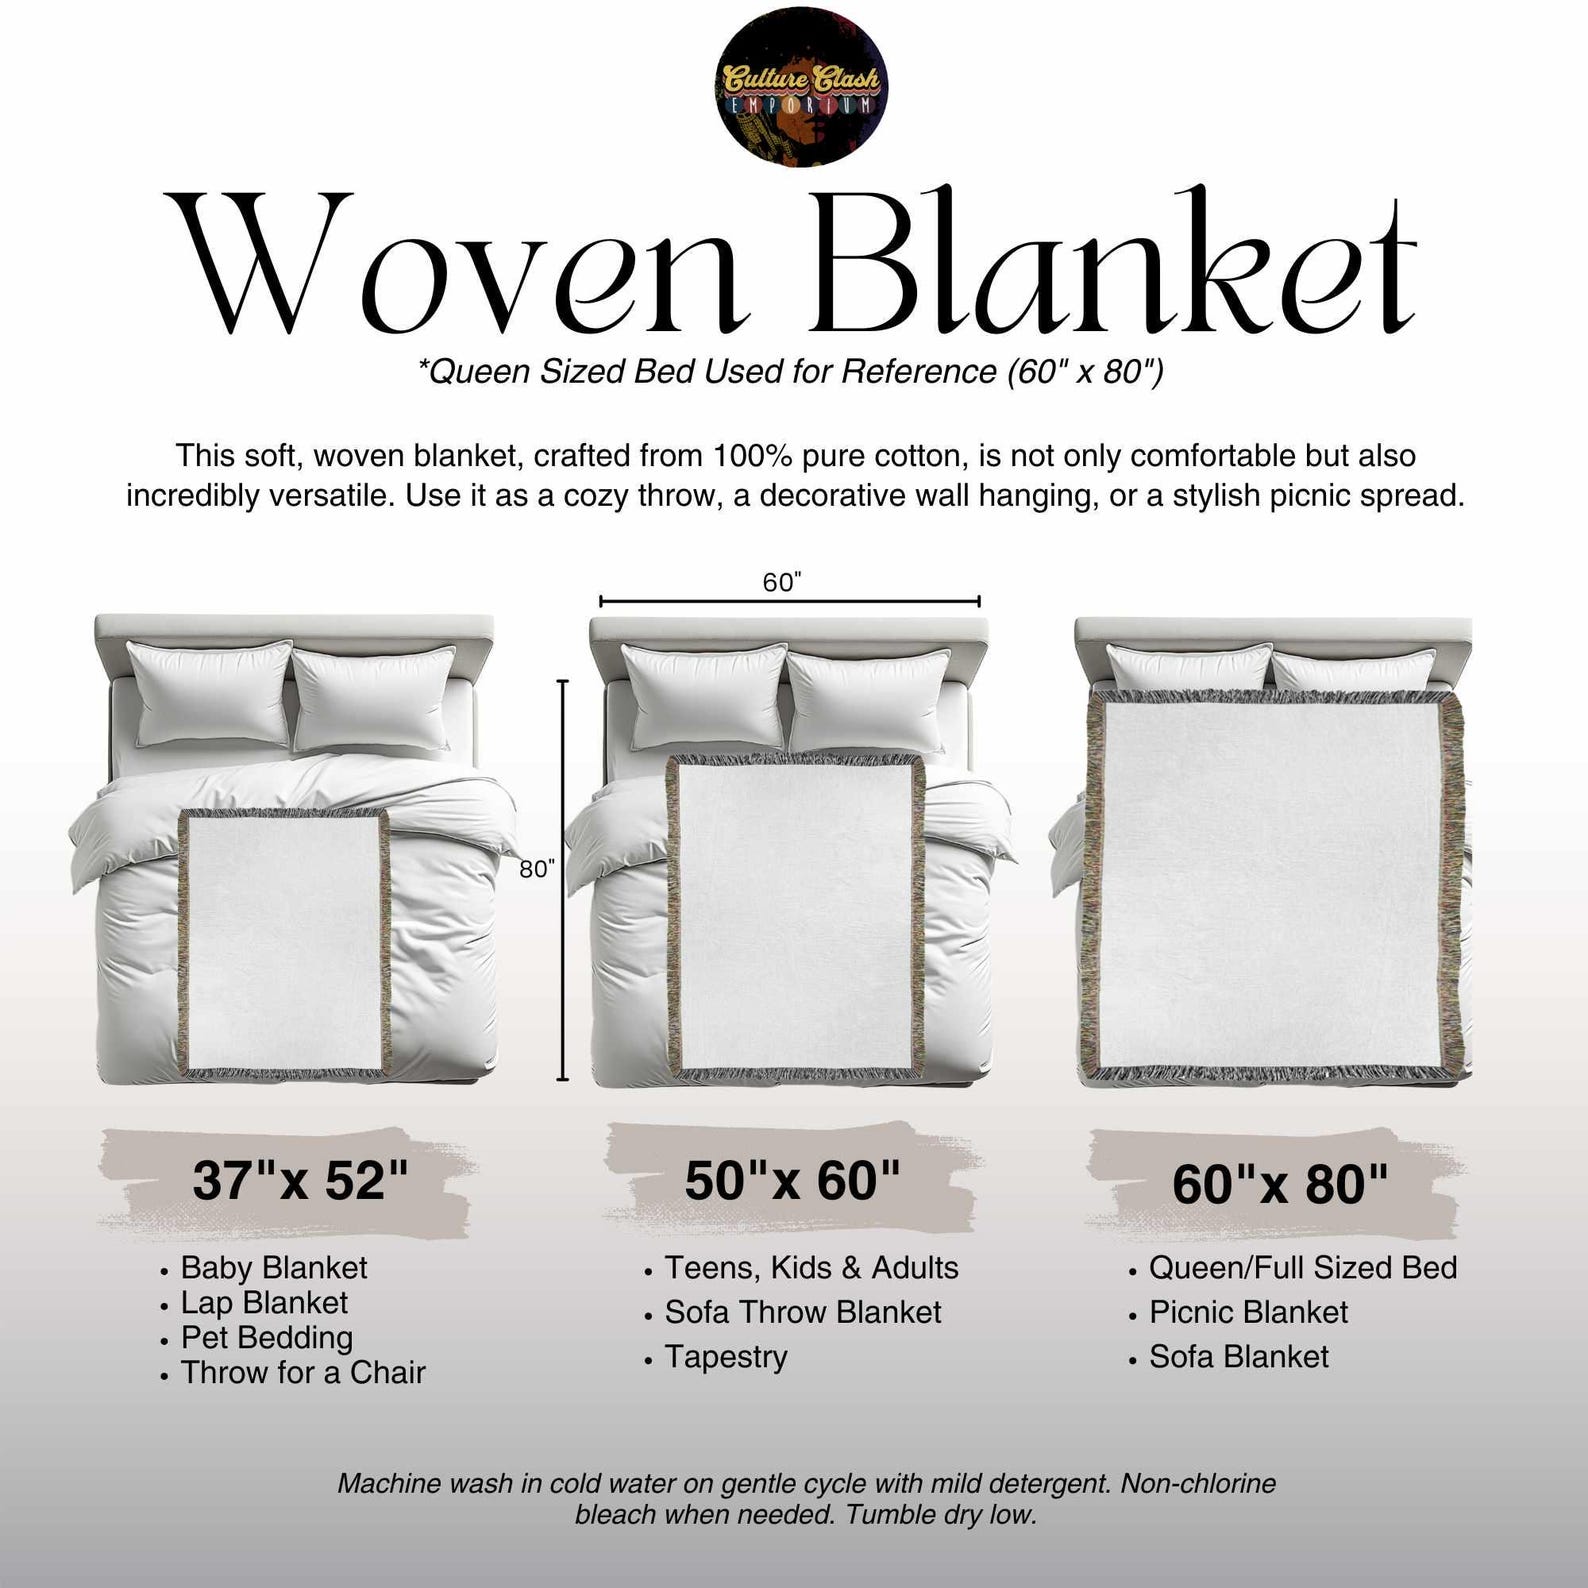 Culture Clash
EMPORIUM
Woven Blanket
*Queen Sized Bed Used for Reference (60" x 80")
This soft, woven blanket, crafted from 100% pure cotton, is not only comfortable but also
incredibly versatile. Use it as a cozy throw, a decorative wall hanging, or a stylish picnic spread.
60"
80"
37"x 52"
• Baby Blanket
• Lap Blanket
• Pet Bedding
• Throw for a Chair
50"x 60"
• Teens, Kids & Adults
• Sofa Throw Blanket
• Tapestry
60"x 80"
• Queen/Full Sized Bed
• Picnic Blanket
• Sofa Blanket
Machine wash in cold water on gentle cycle with mild detergent. Non-chlorine
bleach when needed. Tumble dry low.